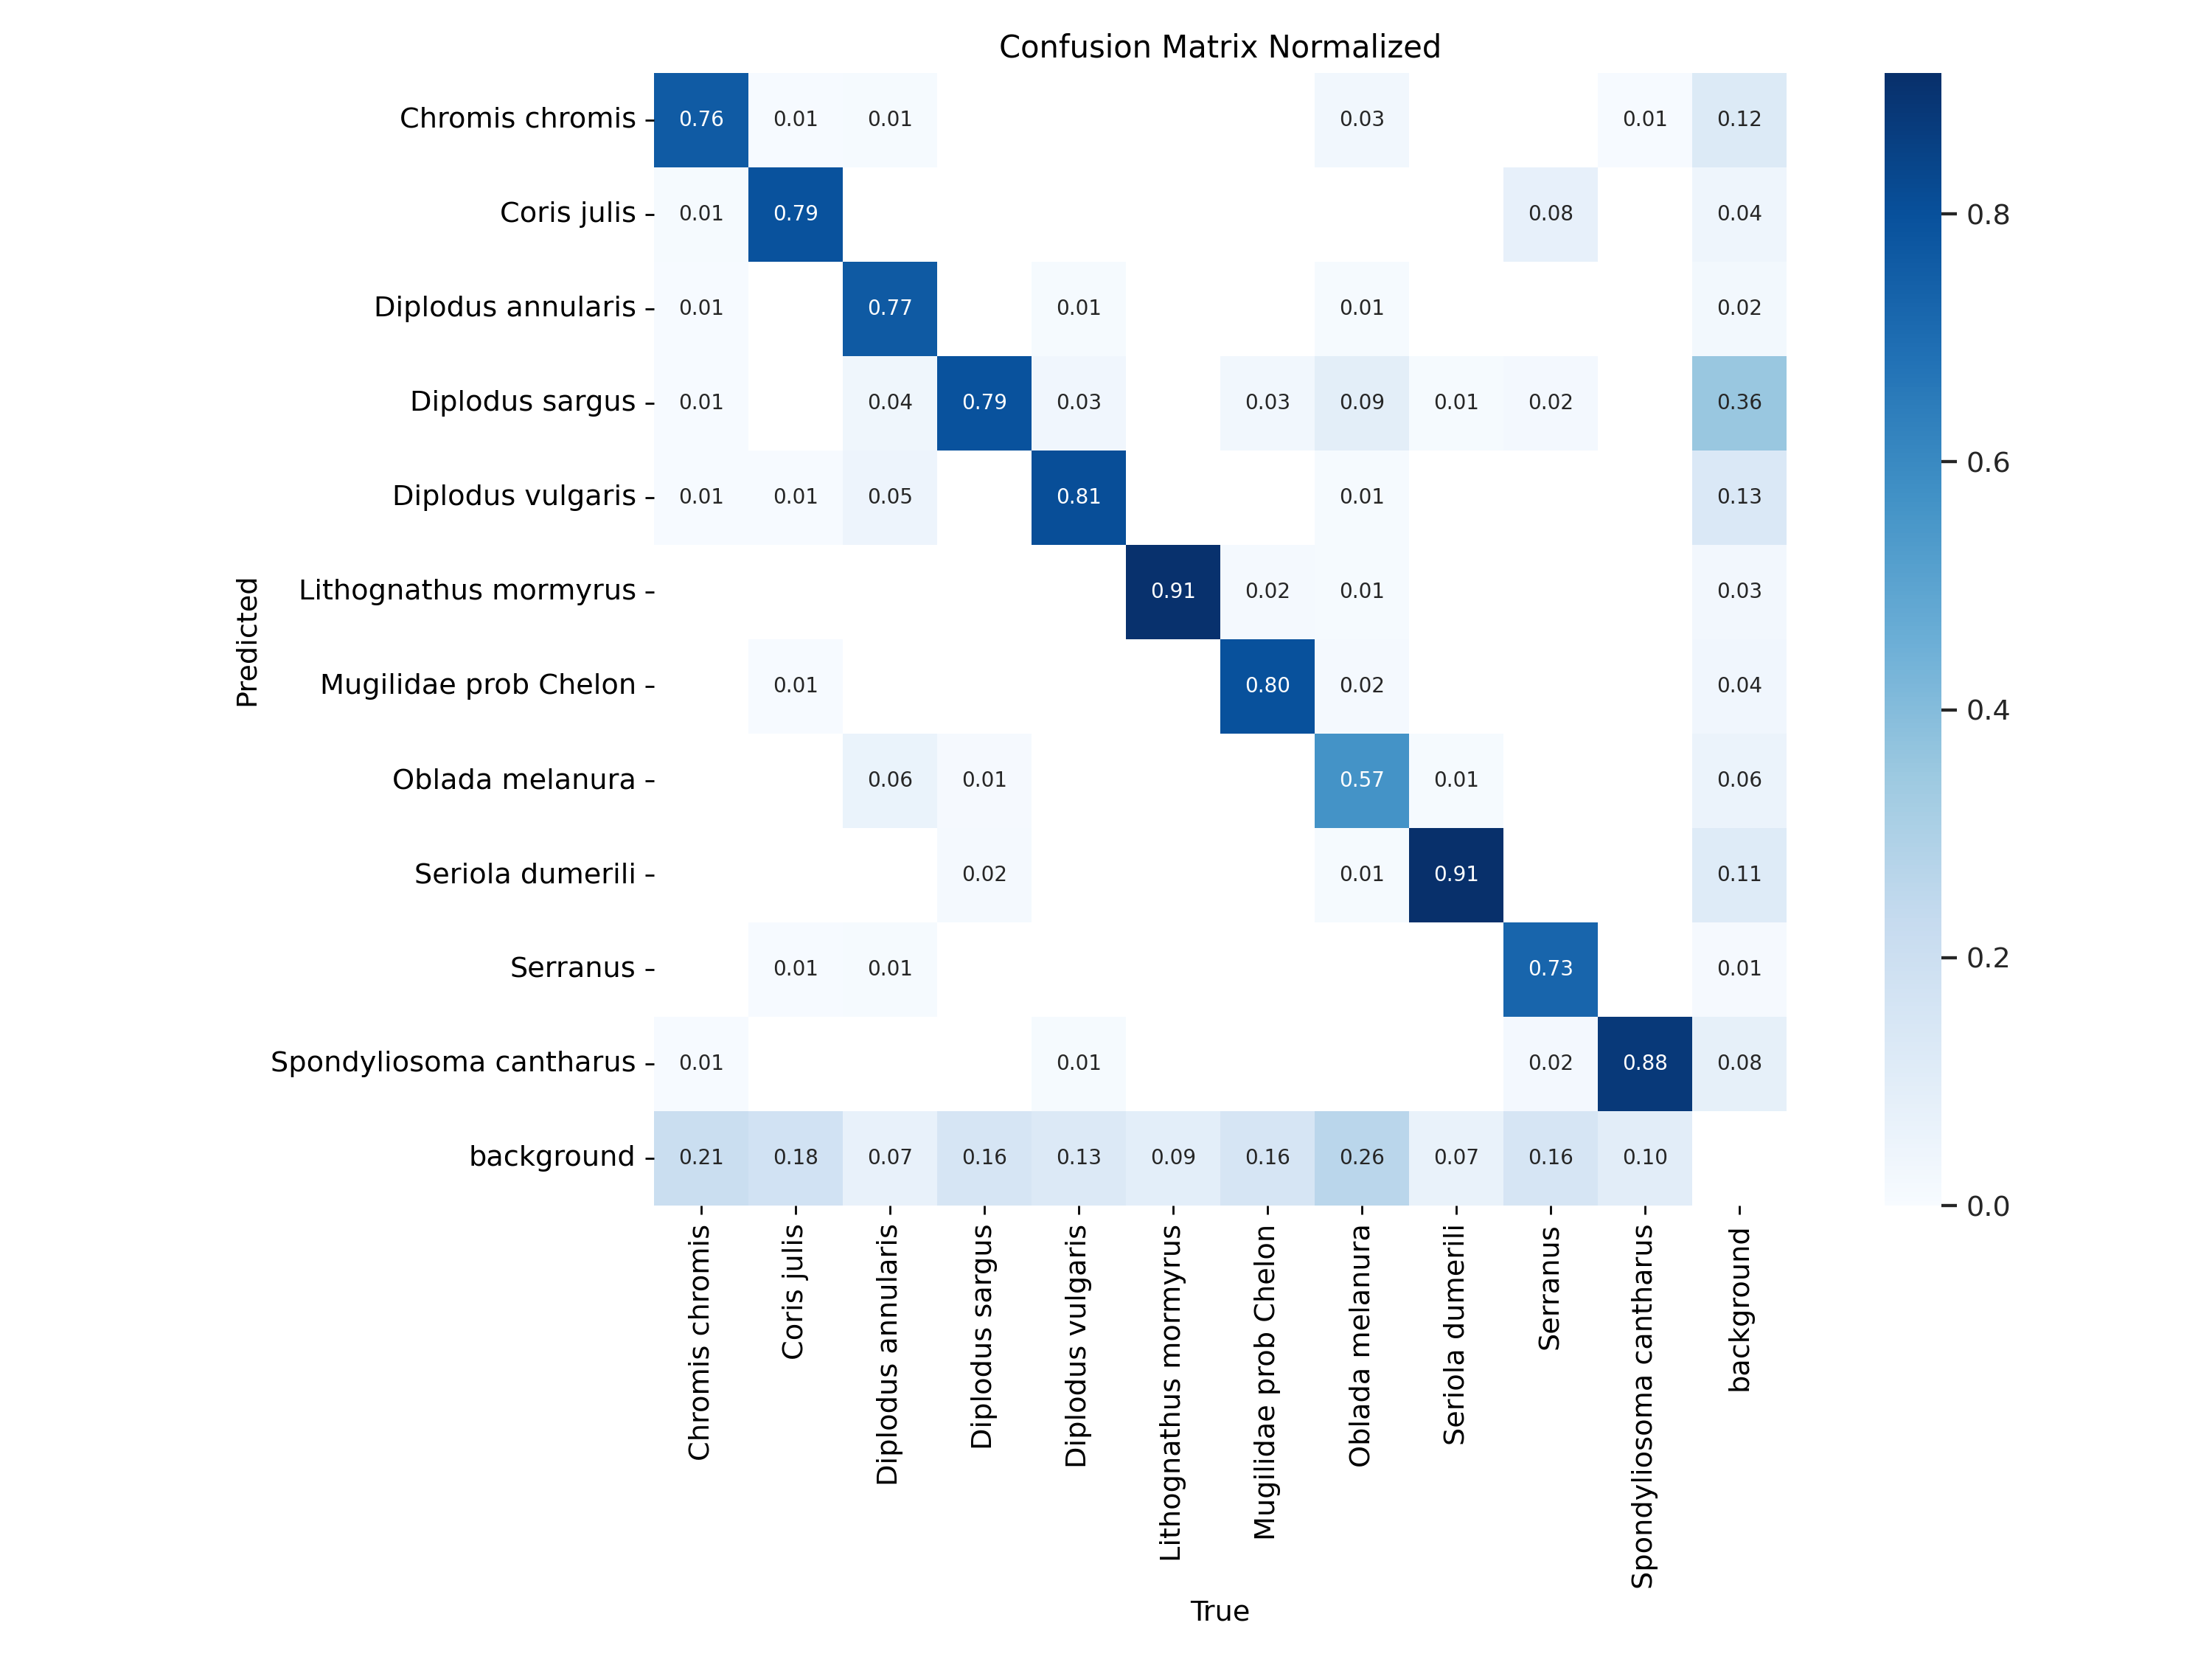 Confusion Matrix Normalized
Chromis chromis 0.76 0.01 0.01 0.03 0.01 0.12
Coris julis 0.01 0.79 0.08 0.04
0.8
Diplodus annularis 0.01 0.77 0.01 0.01 0.02
Diplodus sargus 0.01 0.04 0.79 0.03 0.03 0.09 0.01 0.02 0.36
0.6
Diplodus vulgaris 0.01 0.01 0.05 0.81 0.01 0.13
Lithognathus mormyrus 0.91 0.02 0.01 0.03
Predicted
Mugilidae prob Chelon 0.01 0.80 0.02 0.04
0.4
Oblada melanura 0.06 0.01 0.57 0.01 0.06
Seriola dumerili 0.02 0.01 0.91 0.11
Serranus 0.01 0.01 0.73 0.01
0.2
Spondyliosoma cantharus 0.01 0.01 0.02 0.88 0.08
background 0.21 0.18 0.07 0.16 0.13 0.09 0.16 0.26 0.07 0.16 0.10
0.0
Chromis chromis
Coris julis
Diplodus annularis
Diplodus sargus
Diplodus vulgaris
Lithognathus mormyrus
Mugilidae prob Chelon
Oblada melanura
Seriola dumerili
Serranus
Spondyliosoma cantharus
background
True